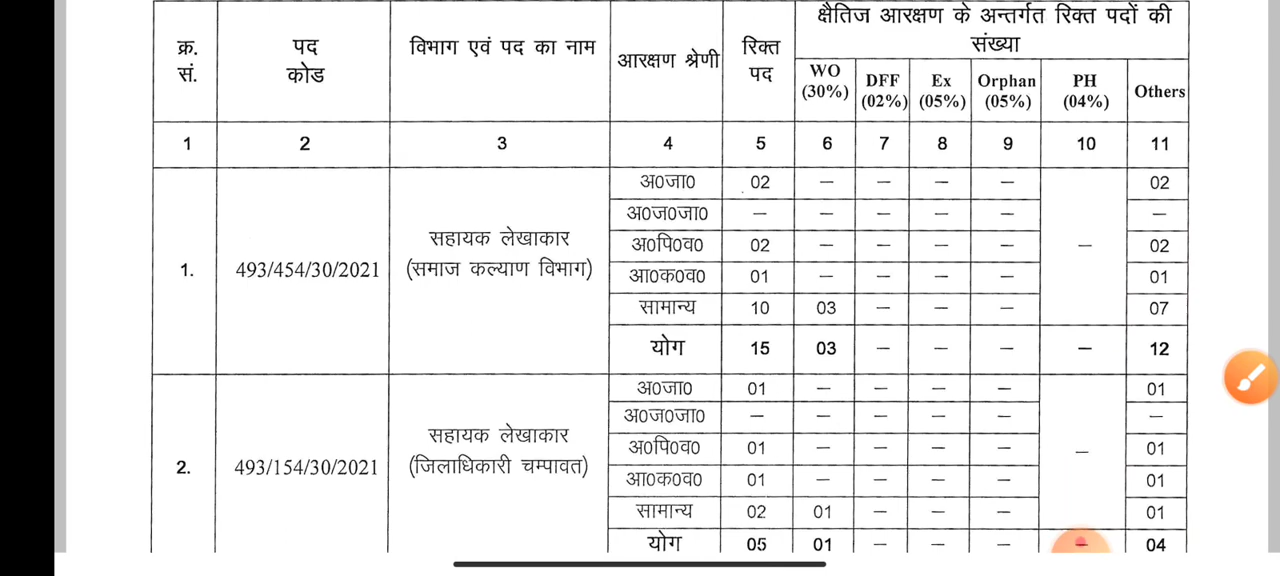 क्र. सं. | पद कोड | विभाग एवं पद का नाम | आरक्षण श्रेणी | रिक्त पद | क्षैतिज आरक्षण के अन्तर्गत रिक्त पदों की संख्या
WO (30%) | DFF (02%) | Ex (05%) | Orphan (05%) | PH (04%) | Others
1 | 2 | 3 | 4 | 5 | 6 | 7 | 8 | 9 | 10 | 11
1. | 493/454/30/2021 | सहायक लेखाकार (समाज कल्याण विभाग) | अ0जा0 | 02 | – | – | – | – | – | 02
अ0ज0जा0 | – | – | – | – | – | –
अ0पि0व0 | 02 | – | – | – | – | 02
आ0क0व0 | 01 | – | – | – | – | 01
सामान्य | 10 | 03 | – | – | – | 07
योग | 15 | 03 | – | – | – | – | 12
2. | 493/154/30/2021 | सहायक लेखाकार (जिलाधिकारी चम्पावत) | अ0जा0 | 01 | – | – | – | – | – | 01
अ0ज0जा0 | – | – | – | – | – | –
अ0पि0व0 | 01 | – | – | – | – | 01
आ0क0व0 | 01 | – | – | – | – | 01
सामान्य | 02 | 01 | – | – | – | 01
योग | 05 | 01 | – | – | – | – | 04